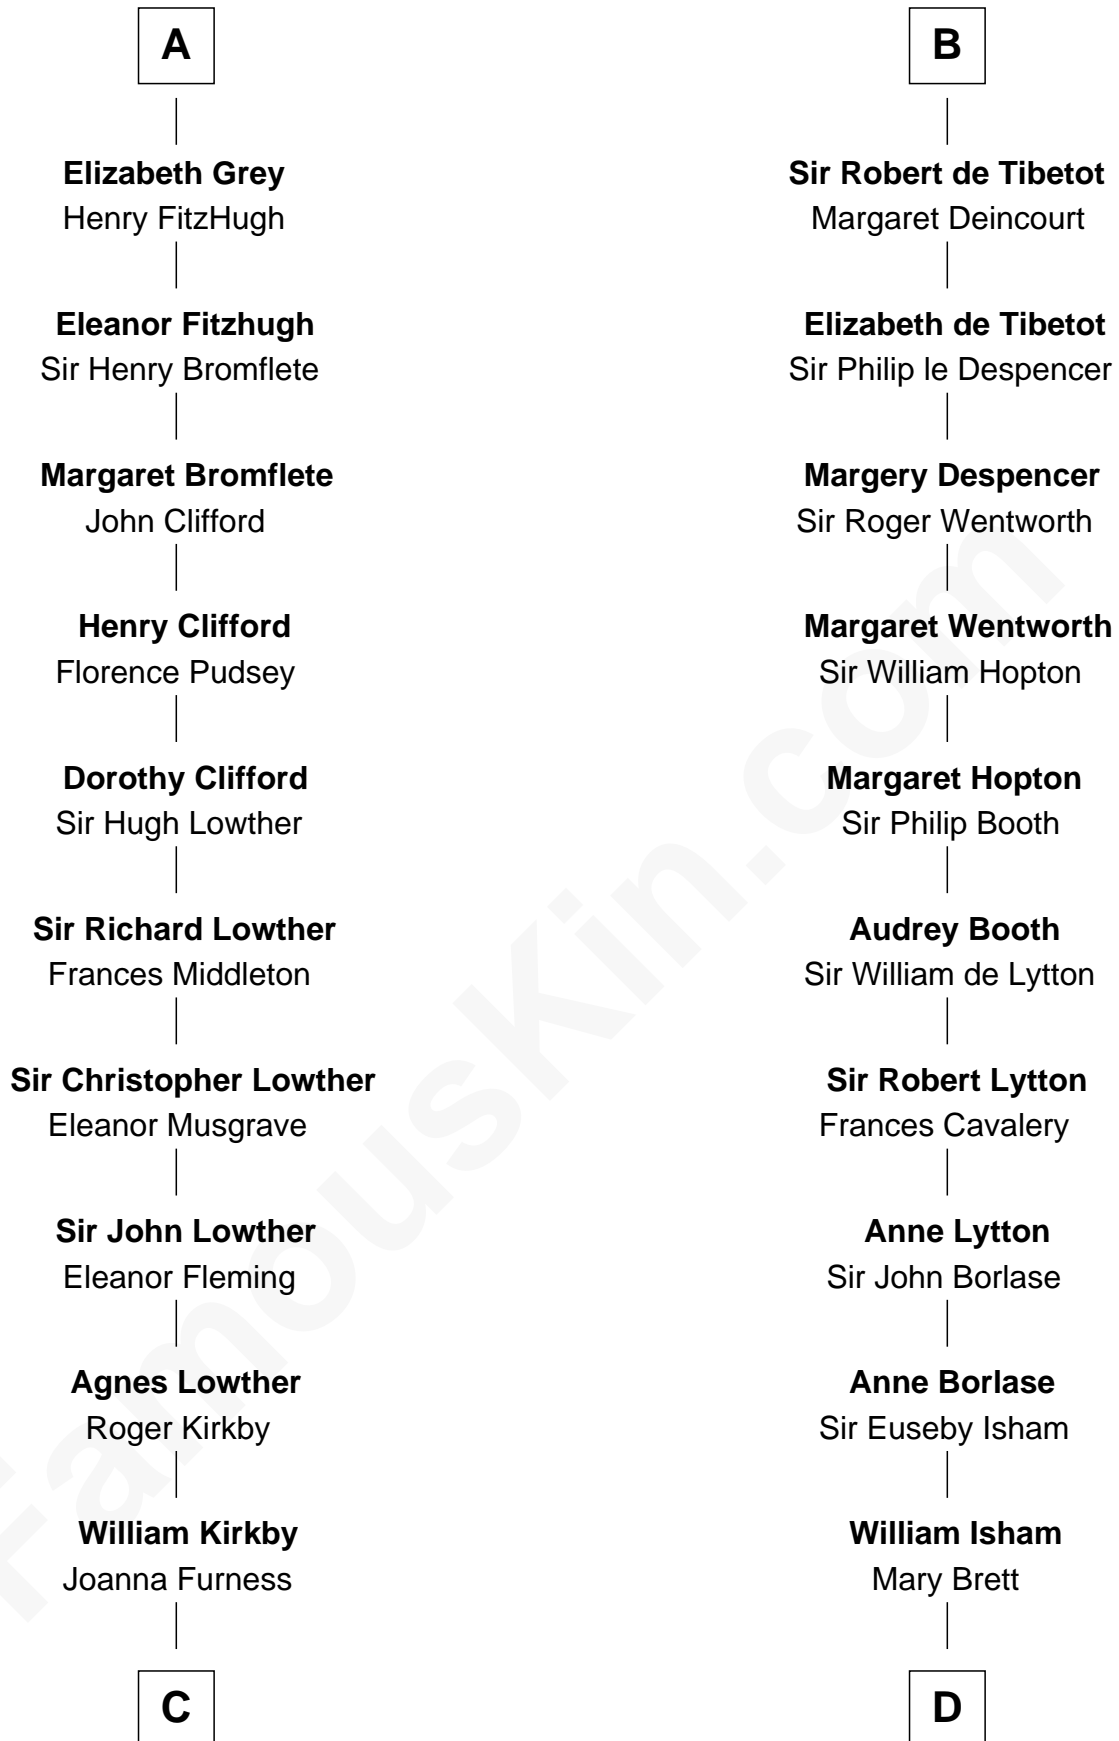 A
Elizabeth Grey
Henry FitzHugh
Eleanor Fitzhugh
Sir Henry Bromflete
Margaret Bromflete
John Clifford
Henry Clifford
Florence Pudsey
Dorothy Clifford
Sir Hugh Lowther
Sir Richard Lowther
Frances Middleton
Sir Christopher Lowther
Eleanor Musgrave
Sir John Lowther
Eleanor Fleming
Agnes Lowther
Roger Kirkby
William Kirkby
Joanna Furness
C
B
Sir Robert de Tibetot
Margaret Deincourt
Elizabeth de Tibetot
Sir Philip le Despencer
Margery Despencer
Sir Roger Wentworth
Margaret Wentworth
Sir William Hopton
Margaret Hopton
Sir Philip Booth
Audrey Booth
Sir William de Lytton
Sir Robert Lytton
Frances Cavalery
Anne Lytton
Sir John Borlase
Anne Borlase
Sir Euseby Isham
William Isham
Mary Brett
D
FamousKin.com